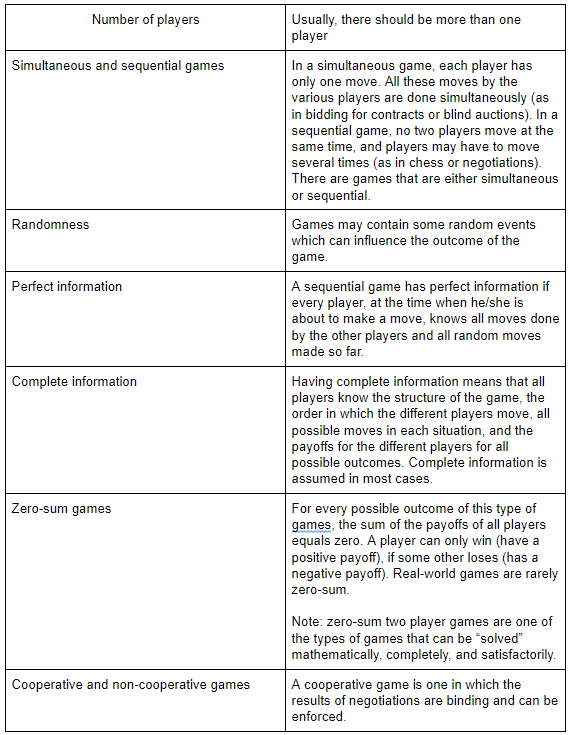 Number of players
Usually, there should be more than one
player
Simultaneous and sequential games
In a simultaneous game, each player has
only one move. All these moves by the
various players are done simultaneously (as
in bidding for contracts or blind auctions). In a
sequential game, no two players move at the
same time, and players may have to move
several times (as in chess or negotiations).
There are games that are either simultaneous
or sequential.
Randomness
Games may contain some random events
which can influence the outcome of the
game.
Perfect information
A sequential game has perfect information if
every player, at the time when he/she is
about to make a move, knows all moves done
by the other players and all random moves
made so far.
Complete information
Having complete information means that all
players know the structure of the game, the
order in which the different players move, all
possible moves in each situation, and the
payoffs for the different players for all
possible outcomes. Complete information is
assumed in most cases.
Zero-sum games
For every possible outcome of this type of
games, the sum of the payoffs of all players
equals zero. A player can only win (have a
positive payoff), if some other loses (has a
negative payoff). Real-world games are rarely
zero-sum.
Note: zero-sum two player games are one of
the types of games that can be “solved”
mathematically, completely, and satisfactorily.
Cooperative and non-cooperative games
A cooperative game is one in which the
results of negotiations are binding and can be
enforced.